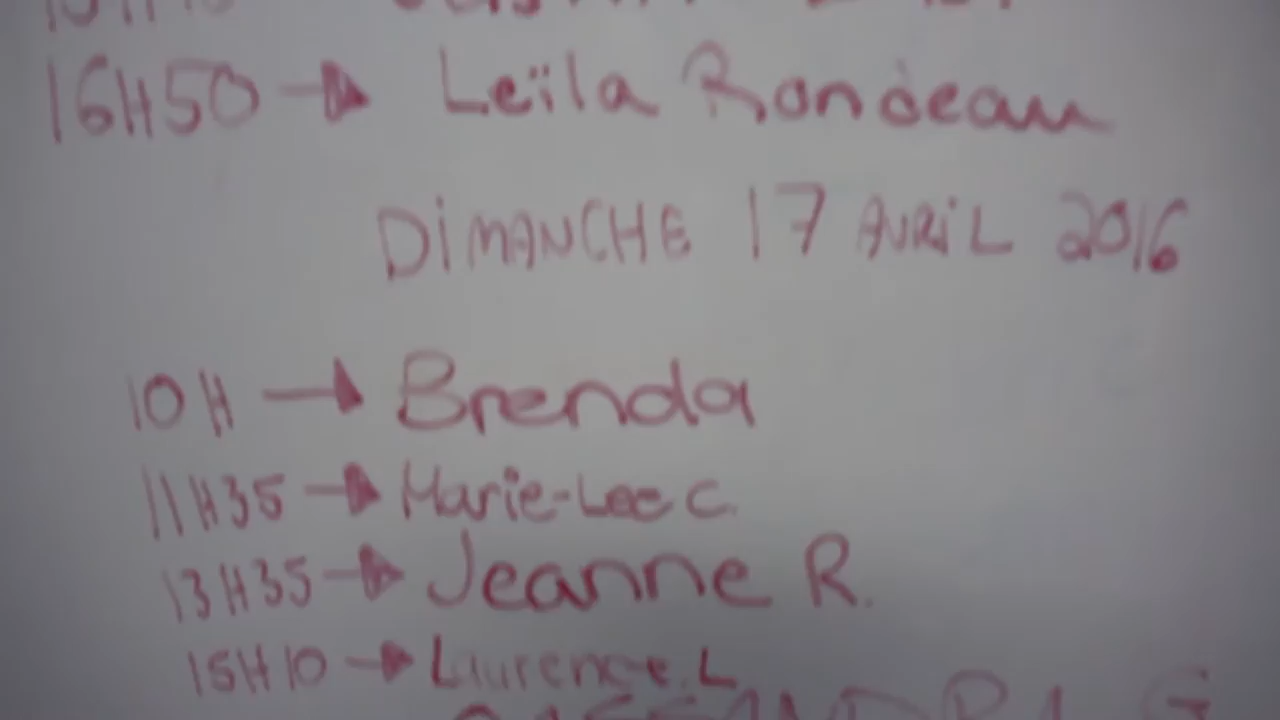 16H50 → Leïla Rondeau
DIMANCHE 17 AVRIL 2016
10H → Brenda
11H35 → Marie-Lee C.
13H35 → Jeanne R.
15H10 → Laurence L